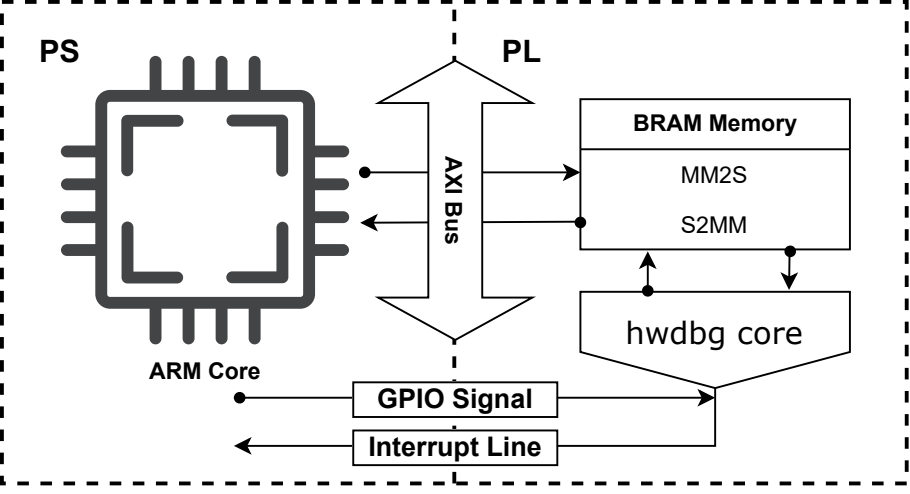 PS
PL
BRAM Memory
MM2S
S2MM
AXI Bus
hwdbg core
ARM Core
GPIO Signal
Interrupt Line